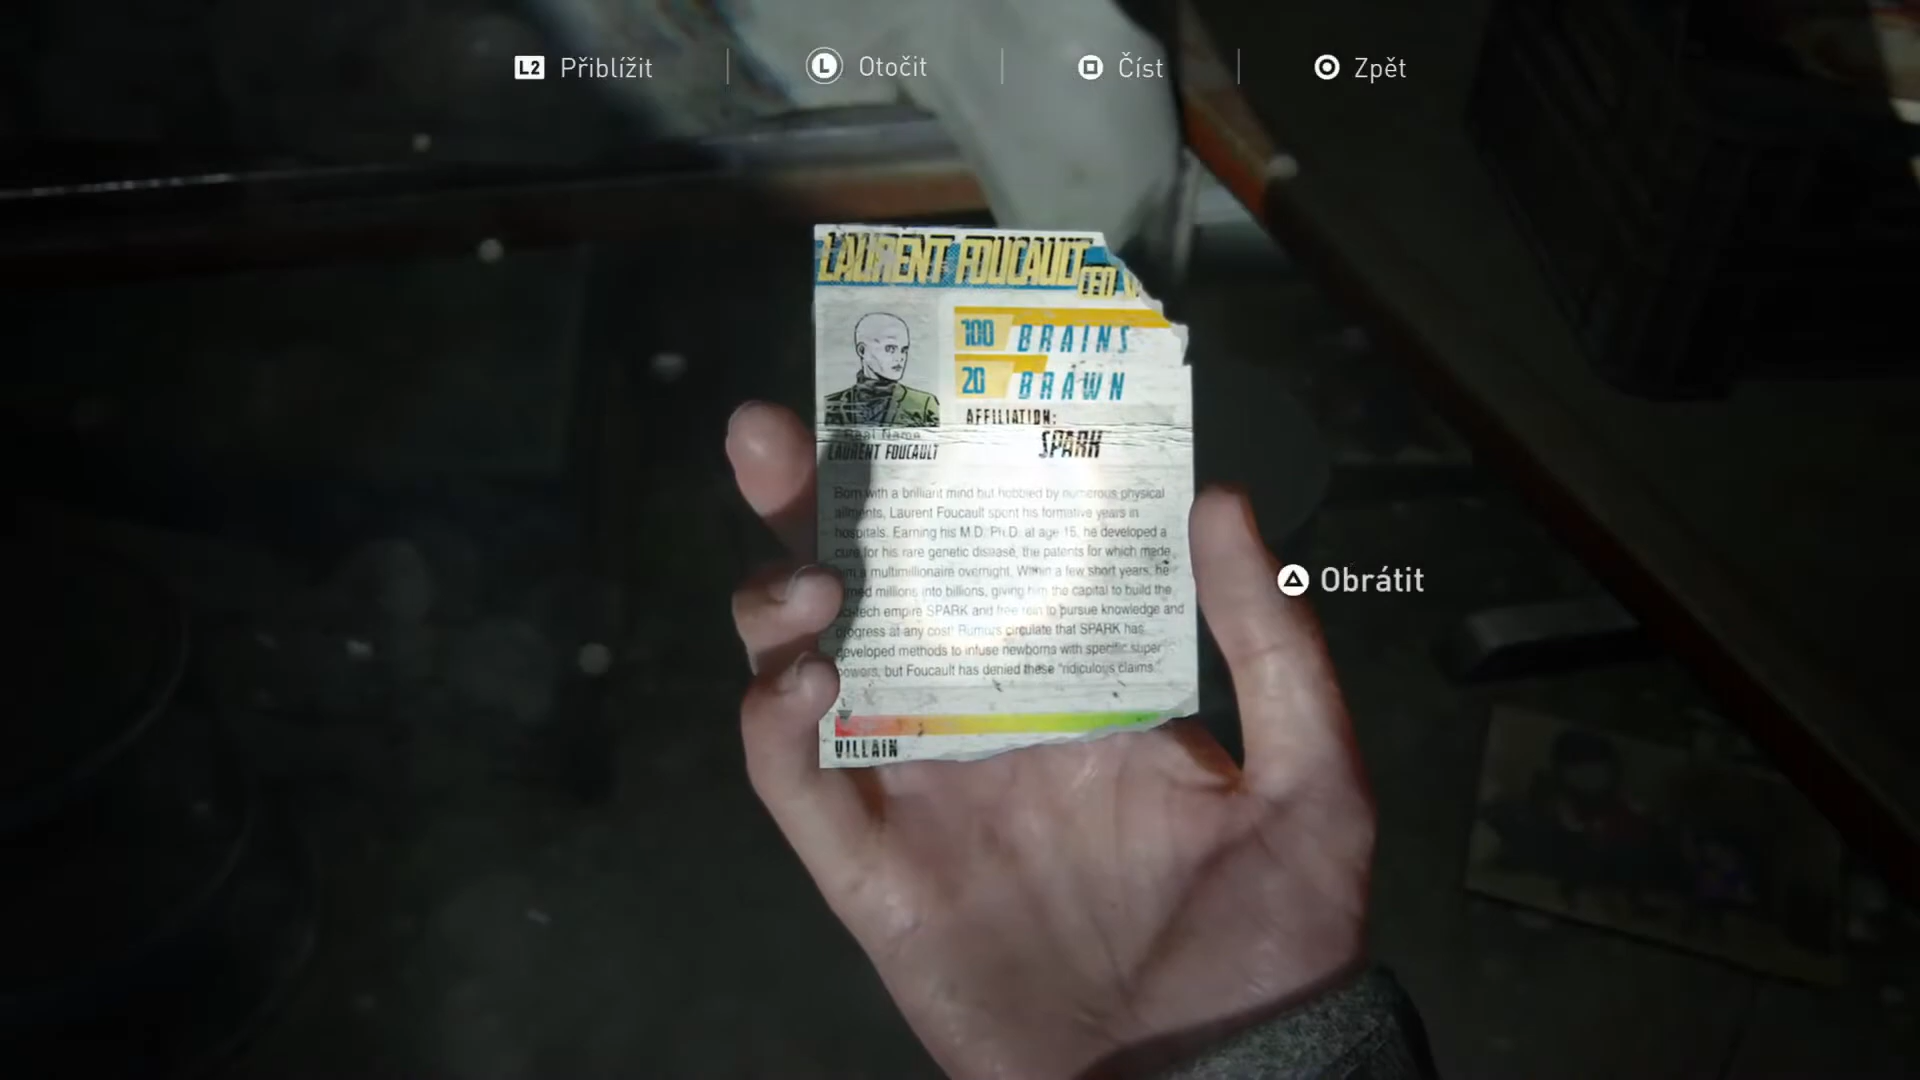 L2 Přiblížit
L Otočit
Číst
Zpět
LAURENT FOUCAULT
CEO
100 BRAINS
20 BRAWN
AFFILIATION:
SPARK
Real Name
LAURENT FOUCAULT
Born with a brilliant mind but hobbled by numerous physical
ailments, Laurent Foucault spent his formative years in
hospitals. Earning his M.D. Ph.D. at age 16, he developed a
cure for his rare genetic disease, the patents for which made
a multimillionaire overnight. Within a few short years, he
millions into billions, giving him the capital to build the
empire SPARK and free rein to pursue knowledge and
progress at any cost! Rumors circulate that SPARK has
developed methods to infuse newborns with specific super
powers, but Foucault has denied these "ridiculous claims."
VILLAIN
Obrátit